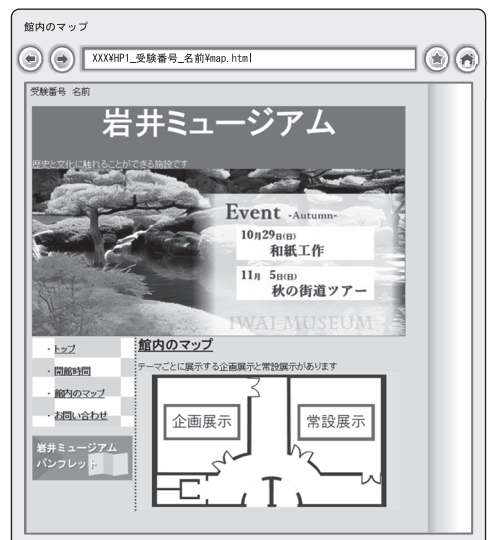 館内のマップ
XXX¥HP1_受験番号_名前¥map.html
受験番号 名前
岩井ミュージアム
歴史と文化に触れることができる施設です
Event -Autumn-
10月29日(日)
和紙工作
11月 5日(日)
秋の街道ツアー
IWAI MUSEUM
・トップ
・開館時間
・館内のマップ
・お問い合わせ
岩井ミュージアム
パンフレット
館内のマップ
テーマごとに展示する企画展示と常設展示があります
企画展示
常設展示